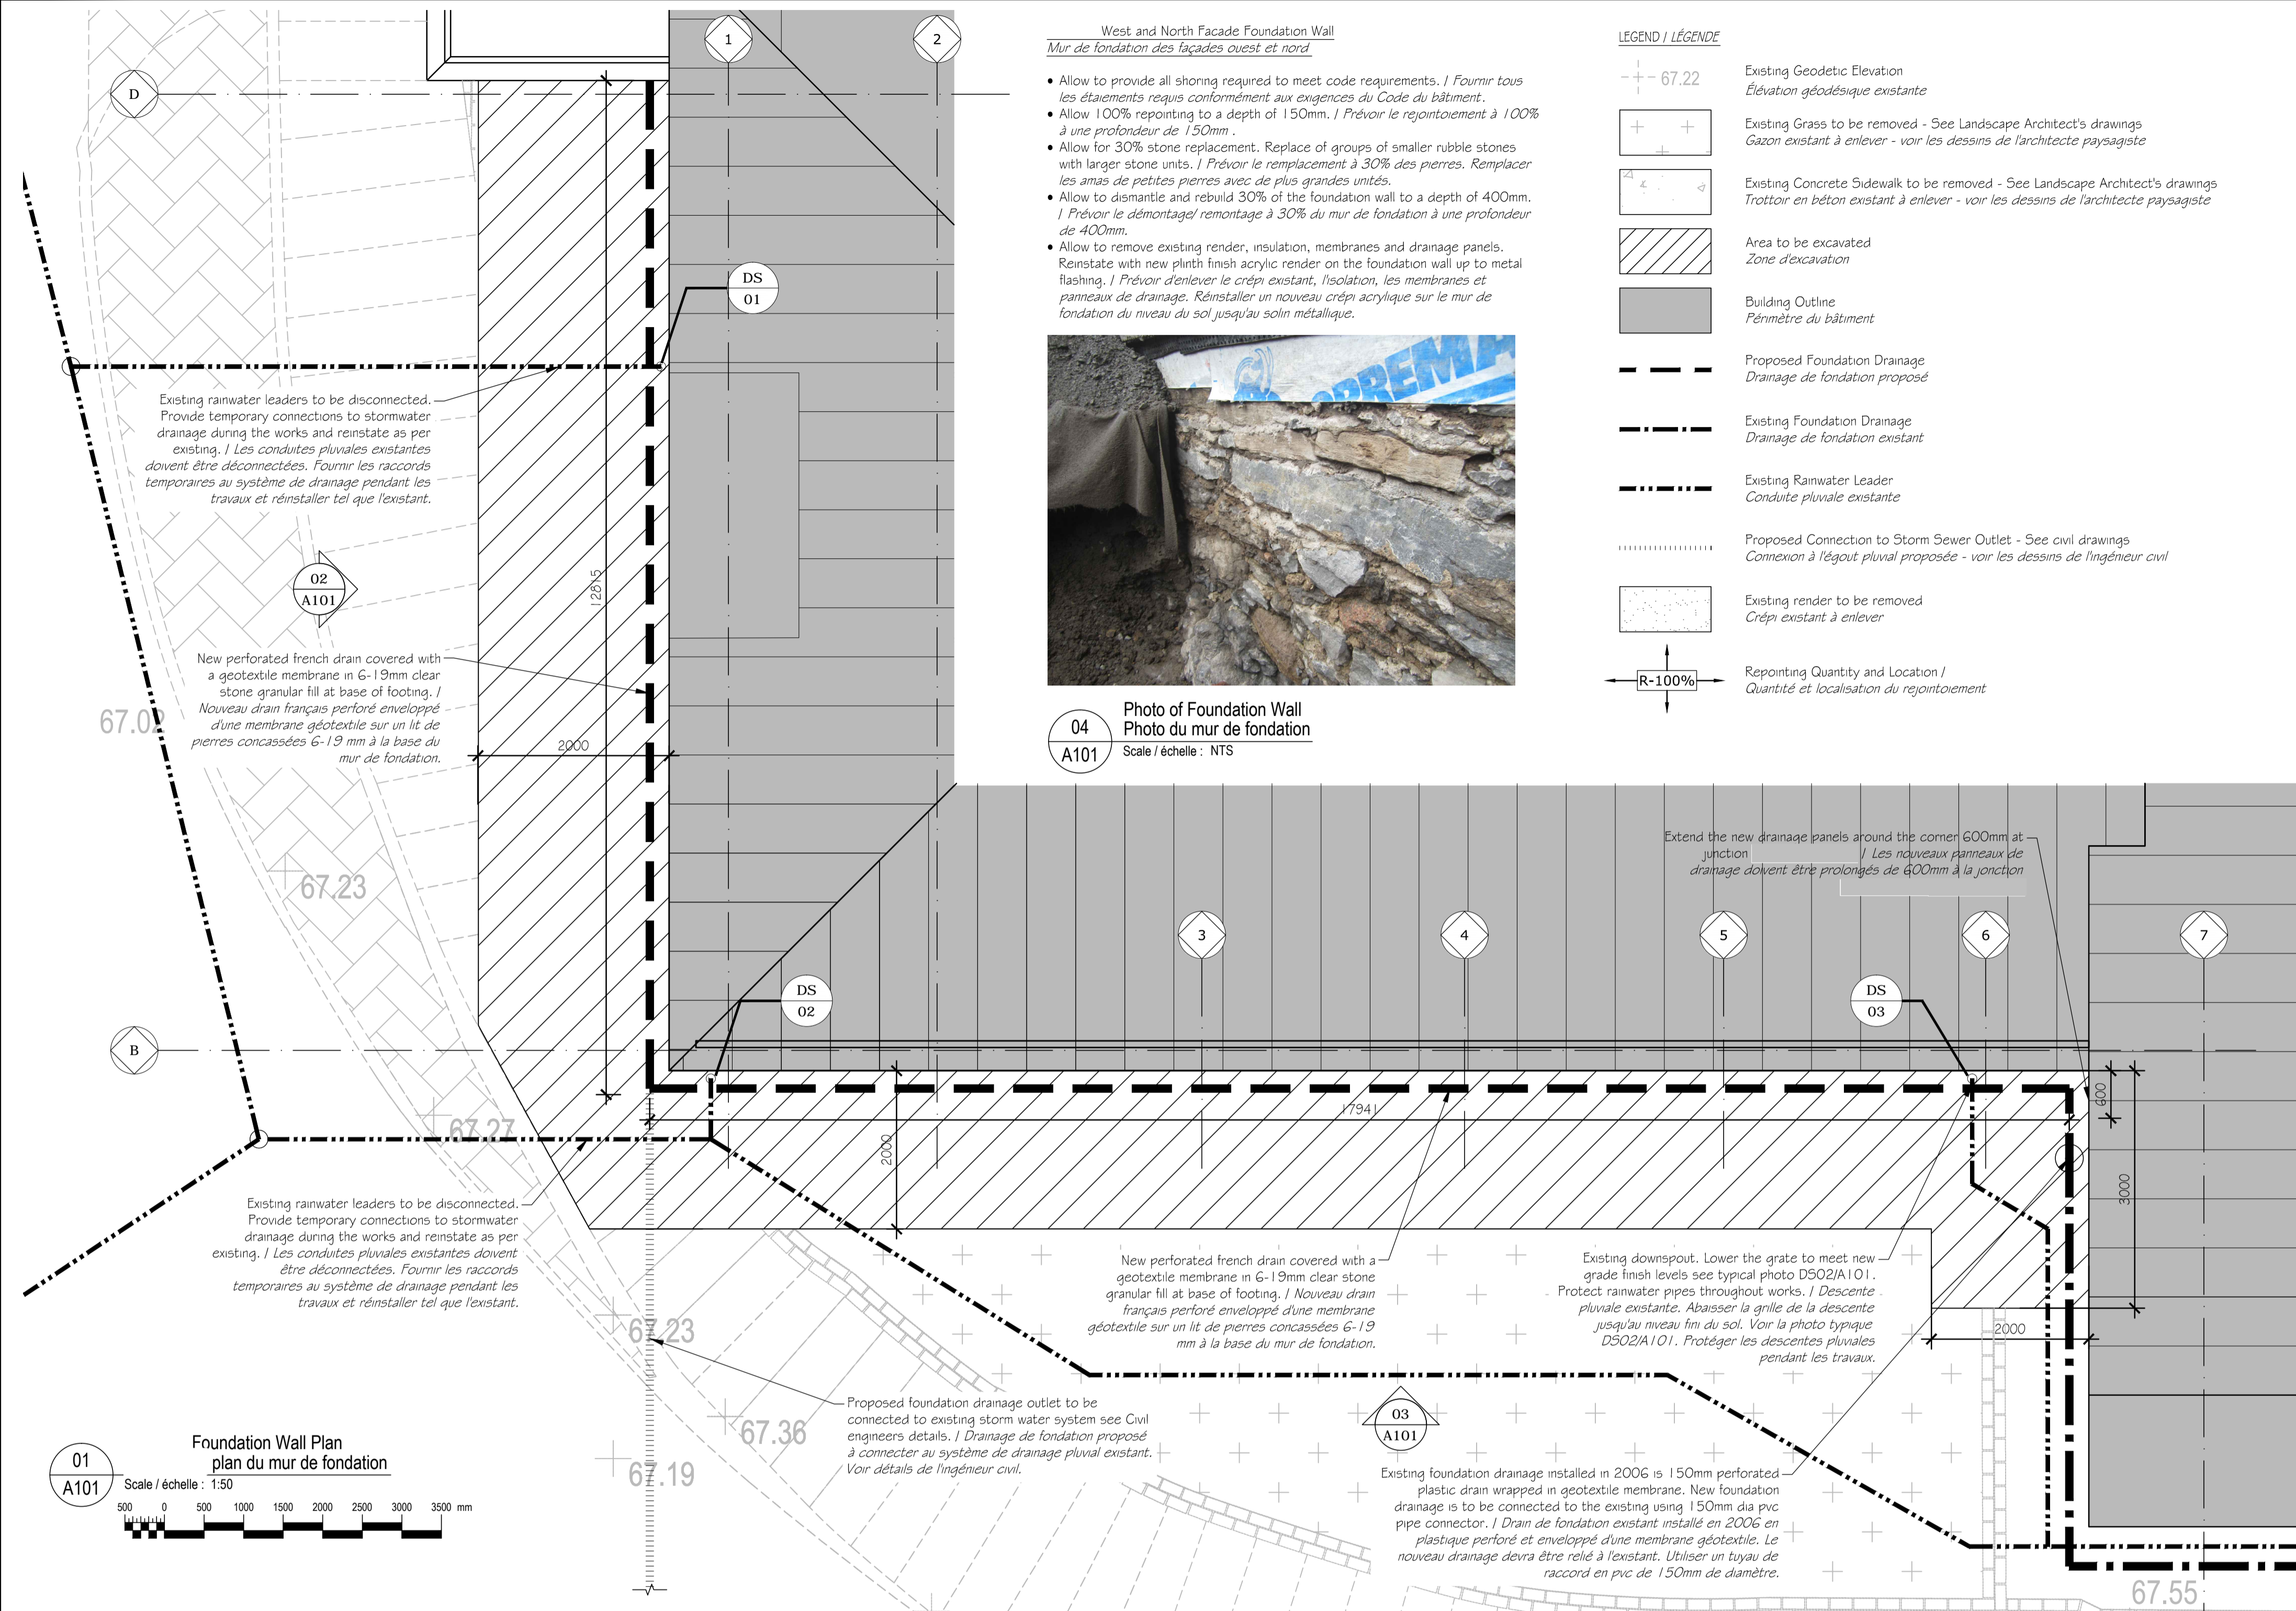 West and North Facade Foundation Wall
Mur de fondation des façades ouest et nord
• Allow to provide all shoring required to meet code requirements. / Fournir tous
les étaiements requis conformément aux exigences du Code du bâtiment.
• Allow 100% repointing to a depth of 150mm. / Prévoir le rejointoiement à 100%
à une profondeur de 150mm .
• Allow for 30% stone replacement. Replace of groups of smaller rubble stones
with larger stone units. / Prévoir le remplacement à 30% des pierres. Remplacer
les amas de petites pierres avec de plus grandes unités.
• Allow to dismantle and rebuild 30% of the foundation wall to a depth of 400mm.
/ Prévoir le démontage/ remontage à 30% du mur de fondation à une profondeur
de 400mm.
• Allow to remove existing render, insulation, membranes and drainage panels.
Reinstate with new plinth finish acrylic render on the foundation wall up to metal
flashing. / Prévoir d'enlever le crépi existant, l'isolation, les membranes et
panneaux de drainage. Réinstaller un nouveau crépi acrylique sur le mur de
fondation du niveau du sol jusqu'au solin métallique.
OPREMA
04
A101
Photo of Foundation Wall
Photo du mur de fondation
Scale / échelle : NTS
LEGEND / LÉGENDE
67.22
Existing Geodetic Elevation
Élévation géodésique existante
Existing Grass to be removed - See Landscape Architect's drawings
Gazon existant à enlever - voir les dessins de l'architecte paysagiste
Existing Concrete Sidewalk to be removed - See Landscape Architect's drawings
Trottoir en béton existant à enlever - voir les dessins de l'architecte paysagiste
Area to be excavated
Zone d'excavation
Building Outline
Périmètre du bâtiment
Proposed Foundation Drainage
Drainage de fondation proposé
Existing Foundation Drainage
Drainage de fondation existant
Existing Rainwater Leader
Conduite pluviale existante
Proposed Connection to Storm Sewer Outlet - See civil drawings
Connexion à l'égout pluvial proposée - voir les dessins de l'ingénieur civil
Existing render to be removed
Crépi existant à enlever
R-100%
Repointing Quantity and Location /
Quantité et localisation du rejointoiement
1
2
D
DS
01
Existing rainwater leaders to be disconnected.
Provide temporary connections to stormwater
drainage during the works and reinstate as per
existing. / Les conduites pluviales existantes
doivent être déconnectées. Fournir les raccords
temporaires au système de drainage pendant les
travaux et réinstaller tel que l'existant.
02
A101
12815
New perforated french drain covered with
a geotextile membrane in 6-19mm clear
stone granular fill at base of footing. /
Nouveau drain français perforé enveloppé
d'une membrane géotextile sur un lit de
pierres concassées 6-19 mm à la base du
mur de fondation.
67.02
2000
67.23
Extend the new drainage panels around the corner 600mm at
junction / Les nouveaux panneaux de
drainage doivent être prolongés de 600mm à la jonction
3
4
5
6
7
DS
02
DS
03
B
67.27
17941
2000
600
3000
2000
Existing rainwater leaders to be disconnected.
Provide temporary connections to stormwater
drainage during the works and reinstate as per
existing. / Les conduites pluviales existantes doivent
être déconnectées. Fournir les raccords
temporaires au système de drainage pendant les
travaux et réinstaller tel que l'existant.
New perforated french drain covered with a
geotextile membrane in 6-19mm clear stone
granular fill at base of footing. / Nouveau drain
français perforé enveloppé d'une membrane
géotextile sur un lit de pierres concassées 6-19
mm à la base du mur de fondation.
Existing downspout. Lower the grate to meet new
grade finish levels see typical photo DS02/A101.
Protect rainwater pipes throughout works. / Descente
pluviale existante. Abaisser la grille de la descente
jusqu'au niveau fini du sol. Voir la photo typique
DS02/A101. Protéger les descentes pluviales
pendant les travaux.
67.23
67.36
67.19
Proposed foundation drainage outlet to be
connected to existing storm water system see Civil
engineers details. / Drainage de fondation proposé
à connecter au système de drainage pluvial existant.
Voir détails de l'ingénieur civil.
03
A101
Existing foundation drainage installed in 2006 is 150mm perforated
plastic drain wrapped in geotextile membrane. New foundation
drainage is to be connected to the existing using 150mm dia pvc
pipe connector. / Drain de fondation existant installé en 2006 en
plastique perforé et enveloppé d'une membrane géotextile. Le
nouveau drainage devra être relié à l'existant. Utiliser un tuyau de
raccord en pvc de 150mm de diamètre.
67.55
01
A101
Foundation Wall Plan
plan du mur de fondation
Scale / échelle : 1:50
500 0 500 1000 1500 2000 2500 3000 3500 mm